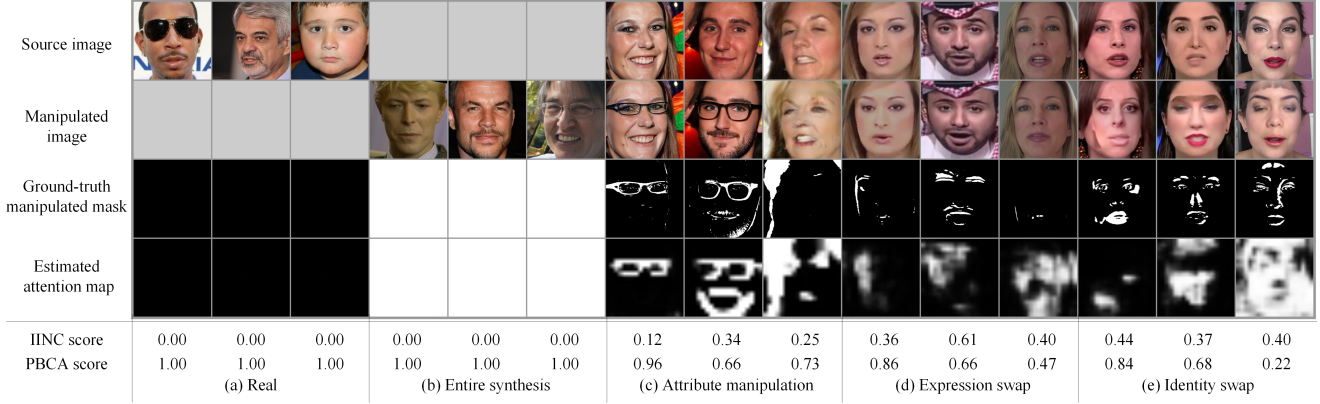 Source image
Manipulated
image
Ground-truth
manipulated mask
Estimated
attention map
IINC score 0.00 0.00 0.00 0.00 0.00 0.00 0.12 0.34 0.25 0.36 0.61 0.40 0.44 0.37 0.40
PBCA score 1.00 1.00 1.00 1.00 1.00 1.00 0.96 0.66 0.73 0.86 0.66 0.47 0.84 0.68 0.22
(a) Real (b) Entire synthesis (c) Attribute manipulation (d) Expression swap (e) Identity swap